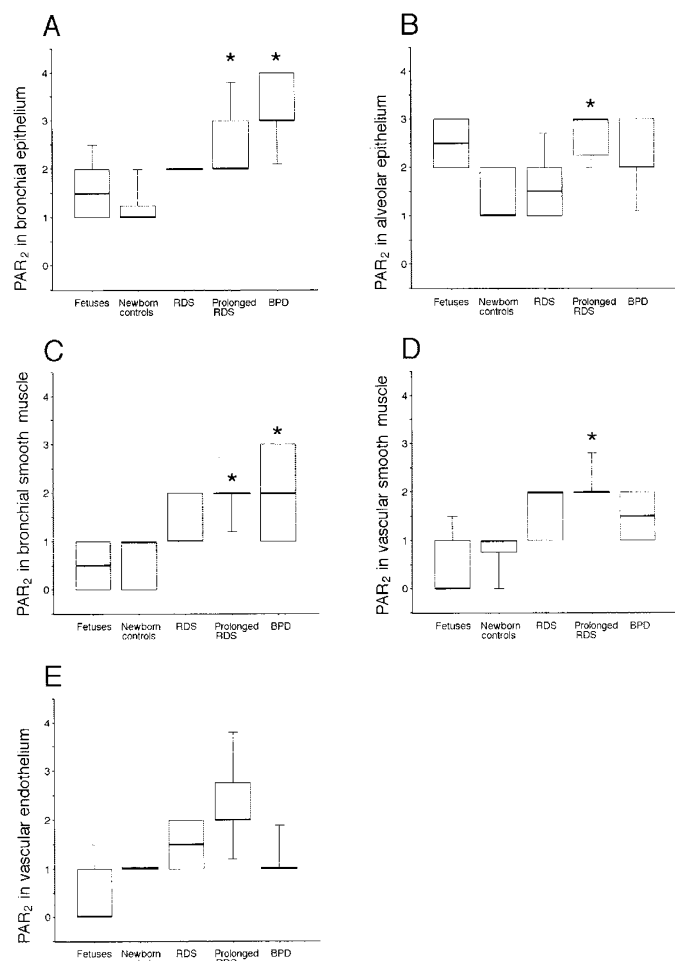 A
PAR2 in bronchial epithelium
4
3
2
1
0
* *
Fetuses Newborn controls RDS Prolonged RDS BPD
B
PAR2 in alveolar epithelium
4
3
2
1
0
*
Fetuses Newborn controls RDS Prolonged RDS BPD
C
PAR2 in bronchial smooth muscle
4
3
2
1
0
* *
Fetuses Newborn controls RDS Prolonged RDS BPD
D
PAR2 in vascular smooth muscle
4
3
2
1
0
*
Fetuses Newborn controls RDS Prolonged RDS BPD
E
PAR2 in vascular endothelium
4
3
2
1
0
Fetuses Newborn RDS Prolonged BPD